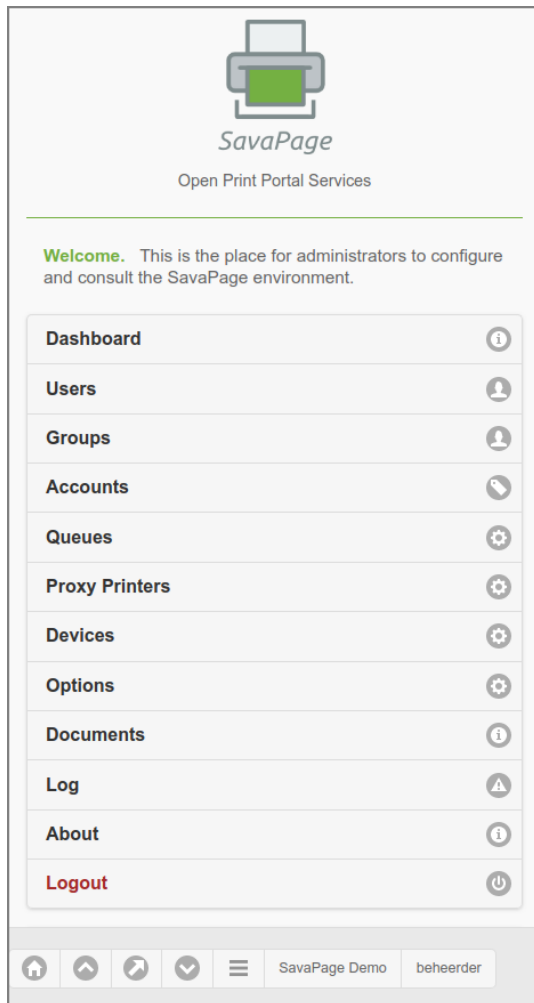 SavaPage
Open Print Portal Services
Welcome. This is the place for administrators to configure
and consult the SavaPage environment.
Dashboard
Users
Groups
Accounts
Queues
Proxy Printers
Devices
Options
Documents
Log
About
Logout
SavaPage Demo beheerder